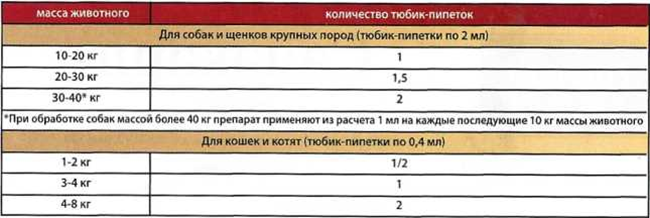 масса животного количество тюбик-пипеток
Для собак и щенков крупных пород (тюбик-пипетки по 2 мл)
10-20 кг 1
20-30 кг 1,5
30-40* кг 2
*При обработке собак массой более 40 кг препарат применяют из расчета 1 мл на каждые последующие 10 кг массы животного
Для кошек и котят (тюбик-пипетки по 0,4 мл)
1-2 кг 1/2
3-4 кг 1
4-8 кг 2